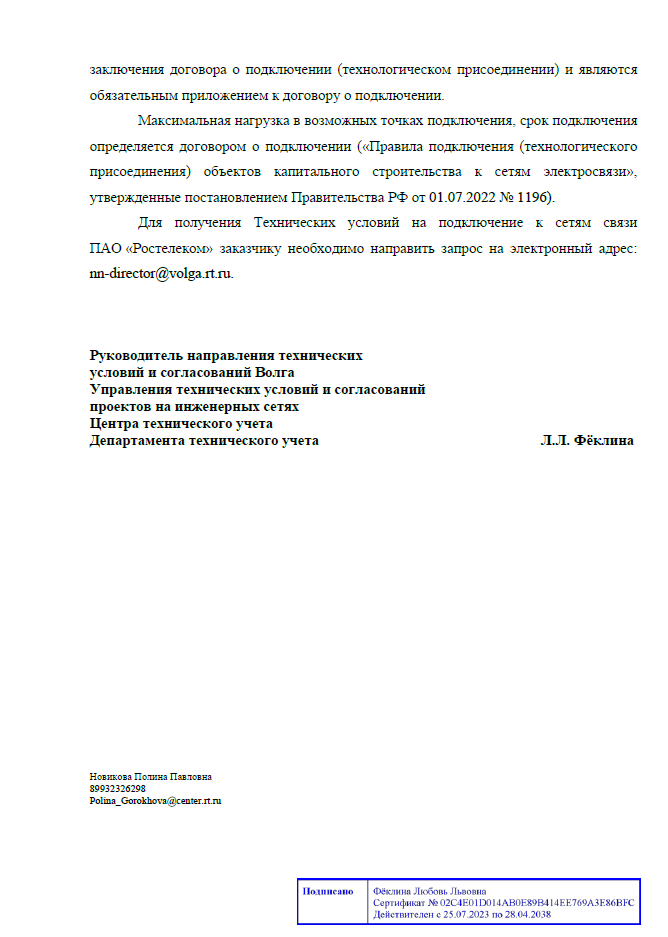 заключения договора о подключении (технологическом присоединении) и являются
обязательным приложением к договору о подключении.
Максимальная нагрузка в возможных точках подключения, срок подключения
определяется договором о подключении («Правила подключения (технологического
присоединения) объектов капитального строительства к сетям электросвязи»,
утвержденные постановлением Правительства РФ от 01.07.2022 № 1196).
Для получения Технических условий на подключение к сетям связи
ПАО «Ростелеком» заказчику необходимо направить запрос на электронный адрес:
nn-director@volga.rt.ru.
Руководитель направления технических
условий и согласований Волга
Управления технических условий и согласований
проектов на инженерных сетях
Центра технического учета
Департамента технического учета Л.Л. Фёклина
Новикова Полина Павловна
89932326298
Polina_Gorokhova@center.rt.ru
Подписано Фёклина Любовь Львовна
Сертификат № 02C4E01D014AB0E89B414EE769A3E86BFC
Действителен с 25.07.2023 по 28.04.2038